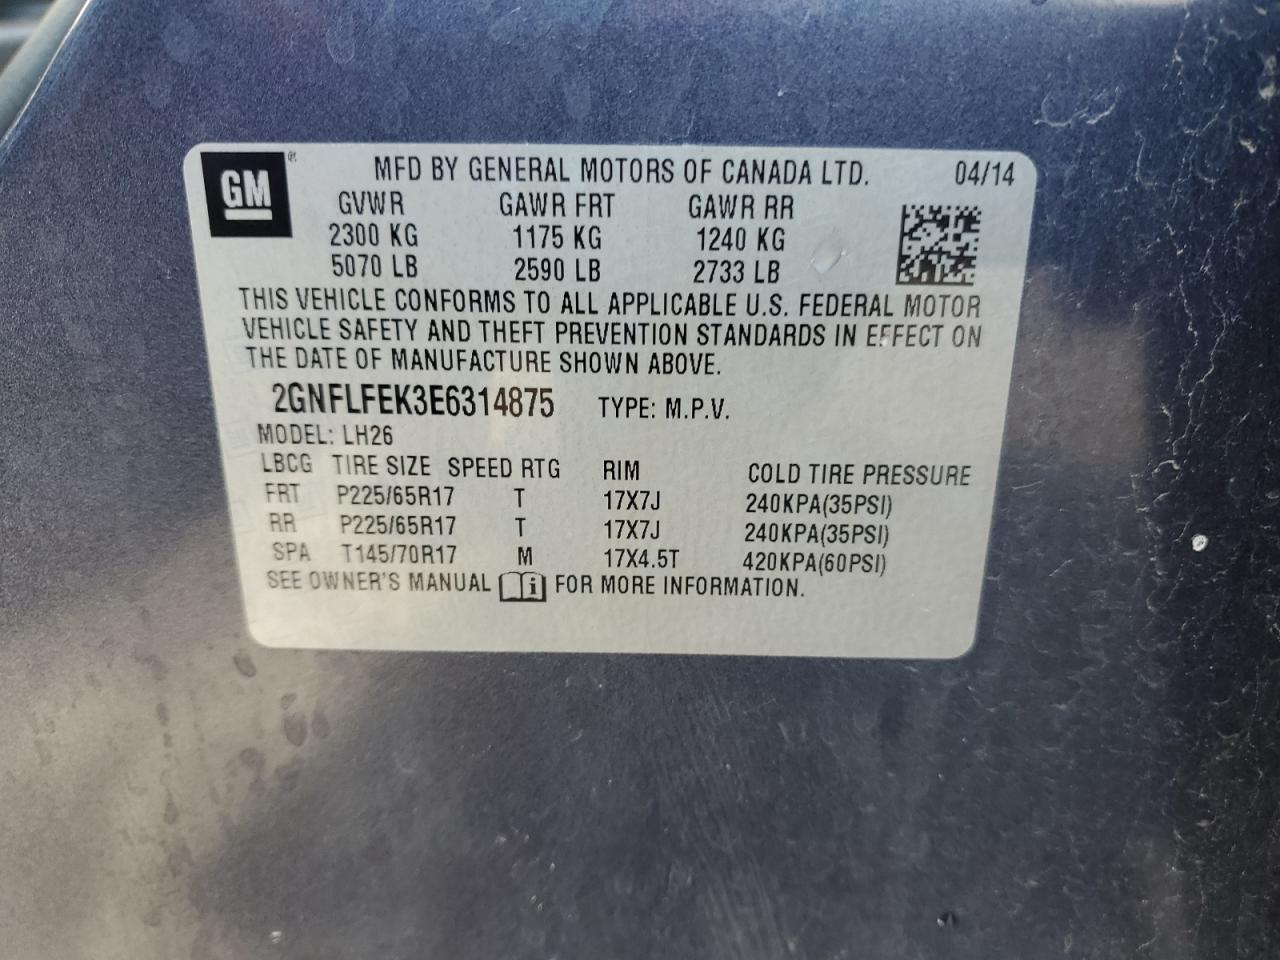 GM® MFD BY GENERAL MOTORS OF CANADA LTD. 04/14
GVWR GAWR FRT GAWR RR
2300 KG 1175 KG 1240 KG
5070 LB 2590 LB 2733 LB
THIS VEHICLE CONFORMS TO ALL APPLICABLE U.S. FEDERAL MOTOR
VEHICLE SAFETY AND THEFT PREVENTION STANDARDS IN EFFECT ON
THE DATE OF MANUFACTURE SHOWN ABOVE.
2GNFLFEK3E6314875 TYPE: M.P.V.
MODEL: LH26
LBCG TIRE SIZE SPEED RTG RIM COLD TIRE PRESSURE
FRT P225/65R17 T 17X7J 240KPA(35PSI)
RR P225/65R17 T 17X7J 240KPA(35PSI)
SPA T145/70R17 M 17X4.5T 420KPA(60PSI)
SEE OWNER'S MANUAL i FOR MORE INFORMATION.